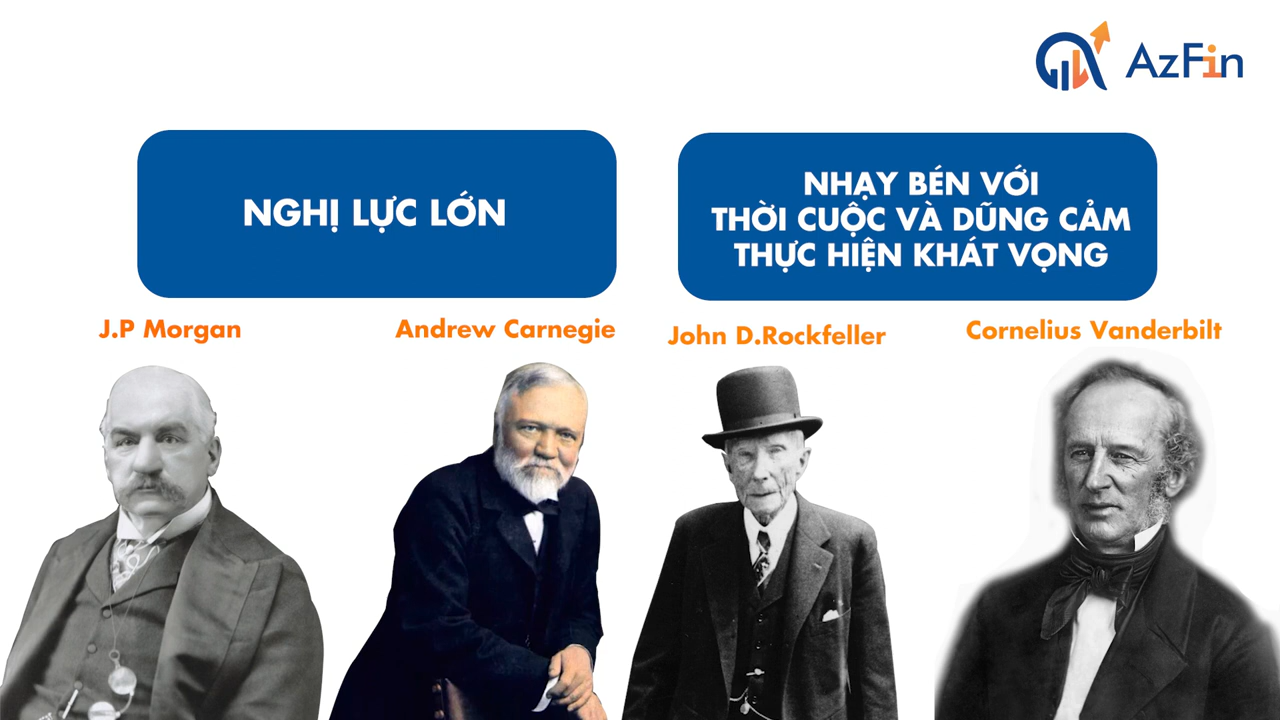 AzFin
NGHỊ LỰC LỚN
NHẠY BÉN VỚI
THỜI CUỘC VÀ DŨNG CẢM
THỰC HIỆN KHÁT VỌNG
J.P Morgan
Andrew Carnegie
John D.Rockfeller
Cornelius Vanderbilt